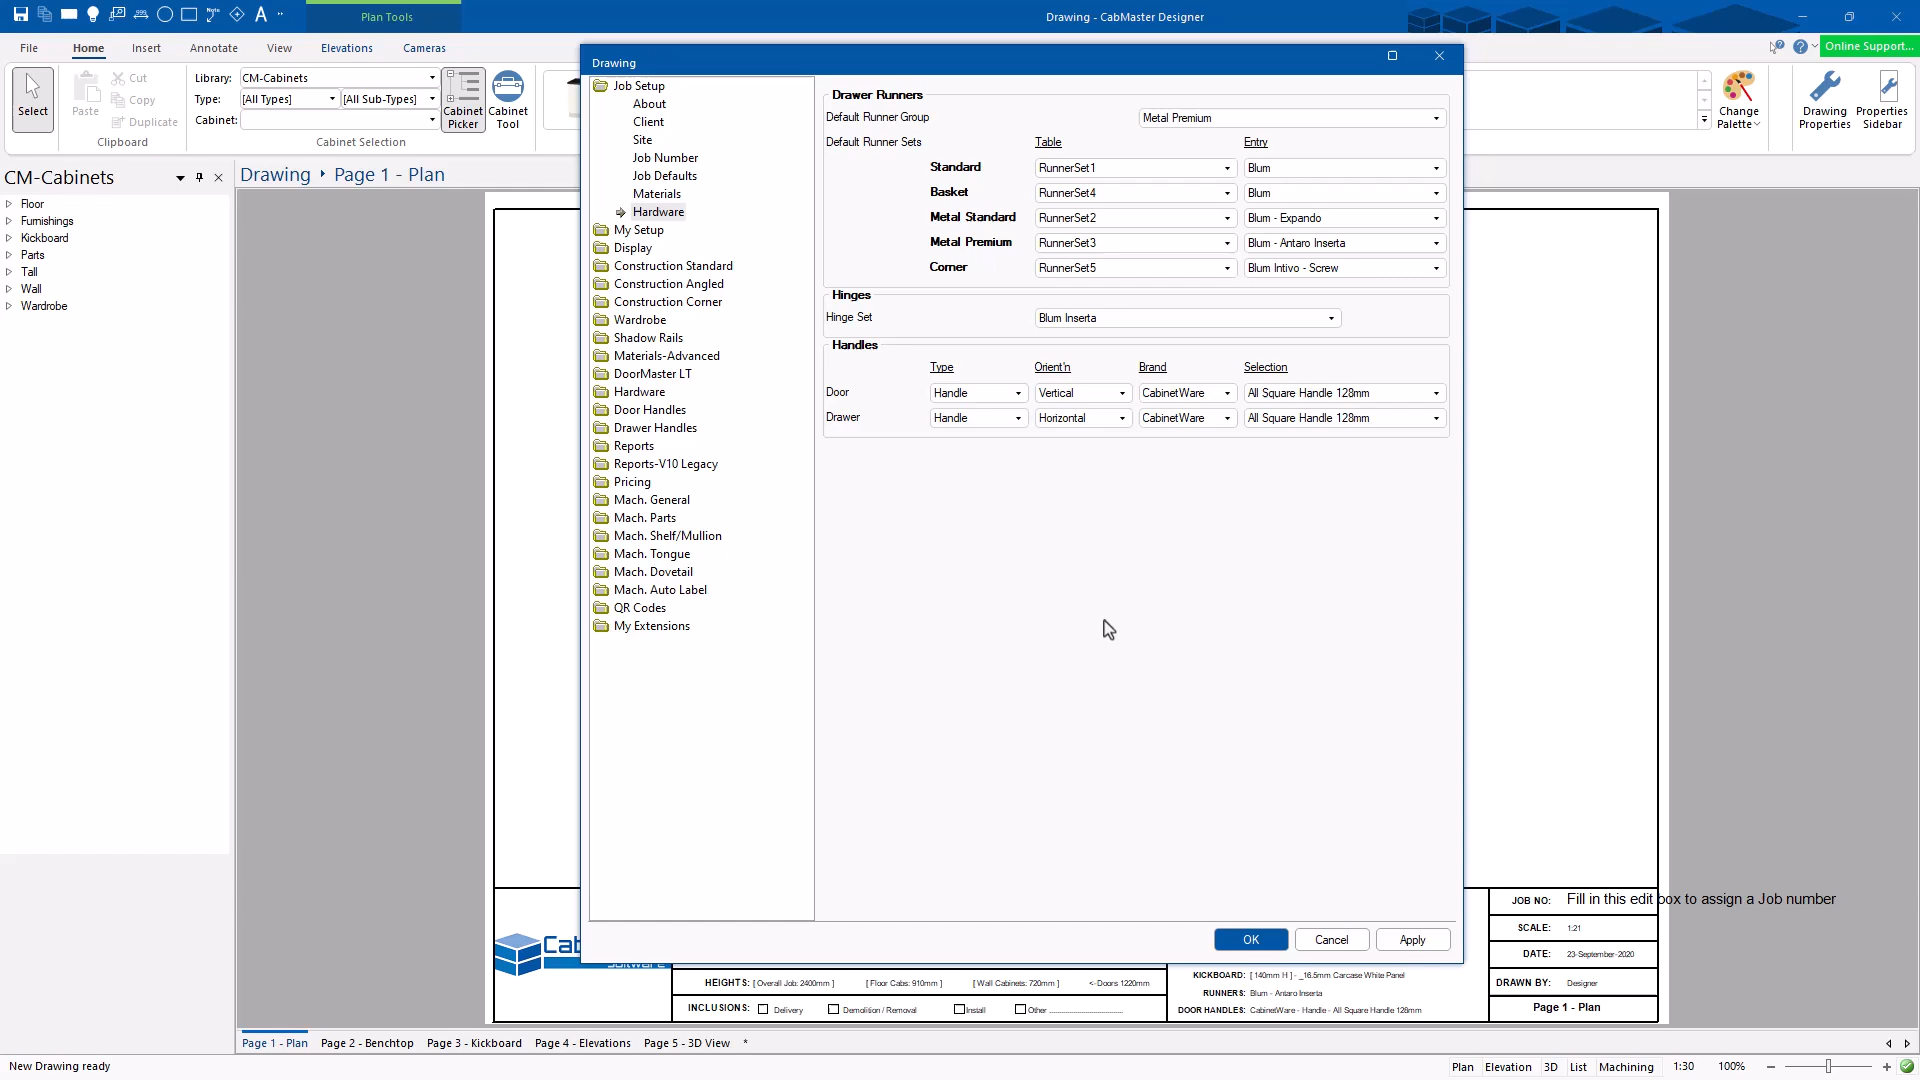 Plan Tools
Drawing - CabMaster Designer
File
Home
Insert
Annotate
View
Elevations
Cameras
Online Support...
Select
Paste
Cut
Copy
Duplicate
Clipboard
Library: CM-Cabinets
Type: [All Types] [All Sub-Types]
Cabinet:
Cabinet Selection
Cabinet Picker
Cabinet Tool
Change Palette
Drawing Properties
Properties Sidebar
CM-Cabinets
Floor
Furnishings
Kickboard
Parts
Tall
Wall
Wardrobe
Drawing Page 1 - Plan
Drawing
Job Setup
About
Client
Site
Job Number
Job Defaults
Materials
Hardware
My Setup
Display
Construction Standard
Construction Angled
Construction Corner
Wardrobe
Shadow Rails
Materials-Advanced
DoorMaster LT
Hardware
Door Handles
Drawer Handles
Reports
Reports-V10 Legacy
Pricing
Mach. General
Mach. Parts
Mach. Shelf/Mullion
Mach. Tongue
Mach. Dovetail
Mach. Auto Label
QR Codes
My Extensions
Drawer Runners
Default Runner Group Metal Premium
Default Runner Sets Table Entry
Standard RunnerSet1 Blum
Basket RunnerSet4 Blum
Metal Standard RunnerSet2 Blum - Expando
Metal Premium RunnerSet3 Blum - Antaro Inserta
Corner RunnerSet5 Blum Intivo - Screw
Hinges
Hinge Set Blum Inserta
Handles
Type Orient'n Brand Selection
Door Handle Vertical CabinetWare All Square Handle 128mm
Drawer Handle Horizontal CabinetWare All Square Handle 128mm
OK
Cancel
Apply
Cab
HEIGHTS: [ Overall Job: 2400mm ] [ Floor Cabs: 910mm ] [ Wall Cabinets: 720mm ] <-Doors 1220mm
INCLUSIONS: Delivery Demolition / Removal Install Other
KICKBOARD: [ 140mm H ] - _16.5mm Carcase White Panel
RUNNERS: Blum - Antaro Inserta
DOOR HANDLES: CabinetWare - Handle - All Square Handle 128mm
JOB NO: Fill in this edit box to assign a Job number
SCALE: 1:21
DATE: 23-September-2020
DRAWN BY: Designer
Page 1 - Plan
Page 1 - Plan Page 2 - Benchtop Page 3 - Kickboard Page 4 - Elevations Page 5 - 3D View *
New Drawing ready
Plan Elevation 3D List Machining 1:30 100%